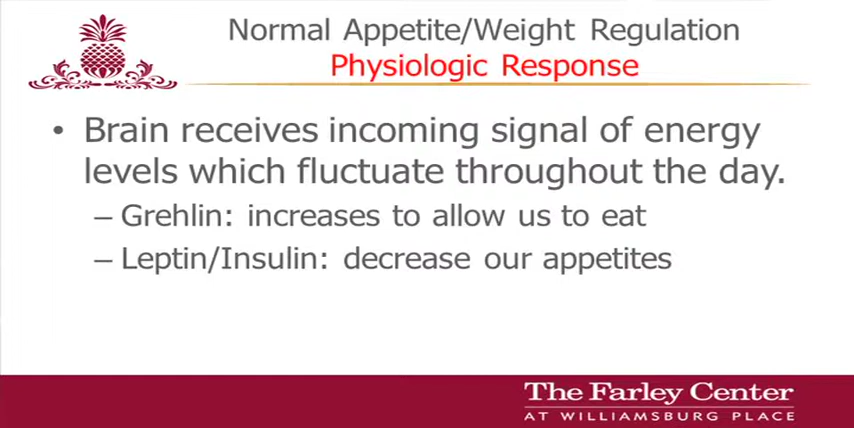 Normal Appetite/Weight Regulation
Physiologic Response
• Brain receives incoming signal of energy
levels which fluctuate throughout the day.
– Grehlin: increases to allow us to eat
– Leptin/Insulin: decrease our appetites
The Farley Center
AT WILLIAMSBURG PLACE